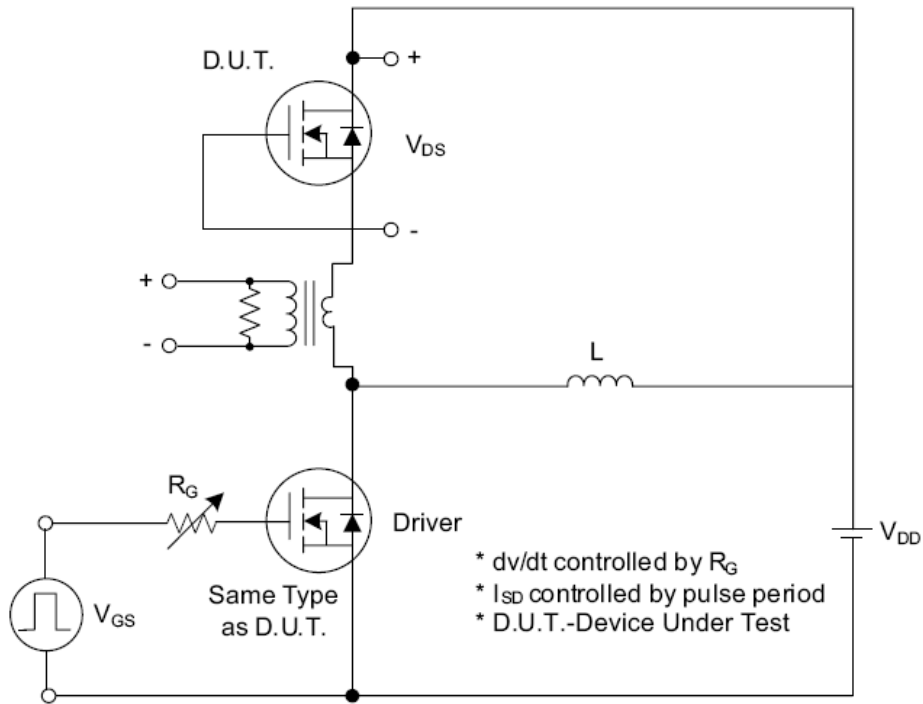 D.U.T.
+
V_DS
-
+
-
L
R_G
Driver
V_DD
V_GS
Same Type
as D.U.T.
* dv/dt controlled by R_G
* I_SD controlled by pulse period
* D.U.T.-Device Under Test